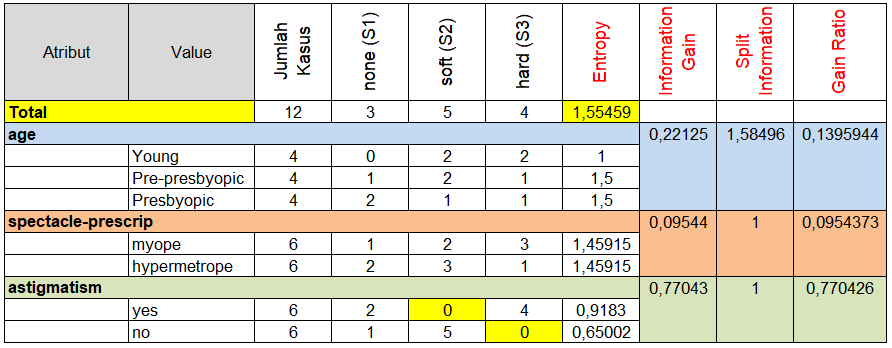 Atribut Value Jumlah Kasus none (S1) soft (S2) hard (S3) Entropy Information Gain Split Information Gain Ratio
Total 12 3 5 4 1,55459
age 0,22125 1,58496 0,1395944
Young 4 0 2 2 1
Pre-presbyopic 4 1 2 1 1,5
Presbyopic 4 2 1 1 1,5
spectacle-prescrip 0,09544 1 0,0954373
myope 6 1 2 3 1,45915
hypermetrope 6 2 3 1 1,45915
astigmatism 0,77043 1 0,770426
yes 6 2 0 4 0,9183
no 6 1 5 0 0,65002